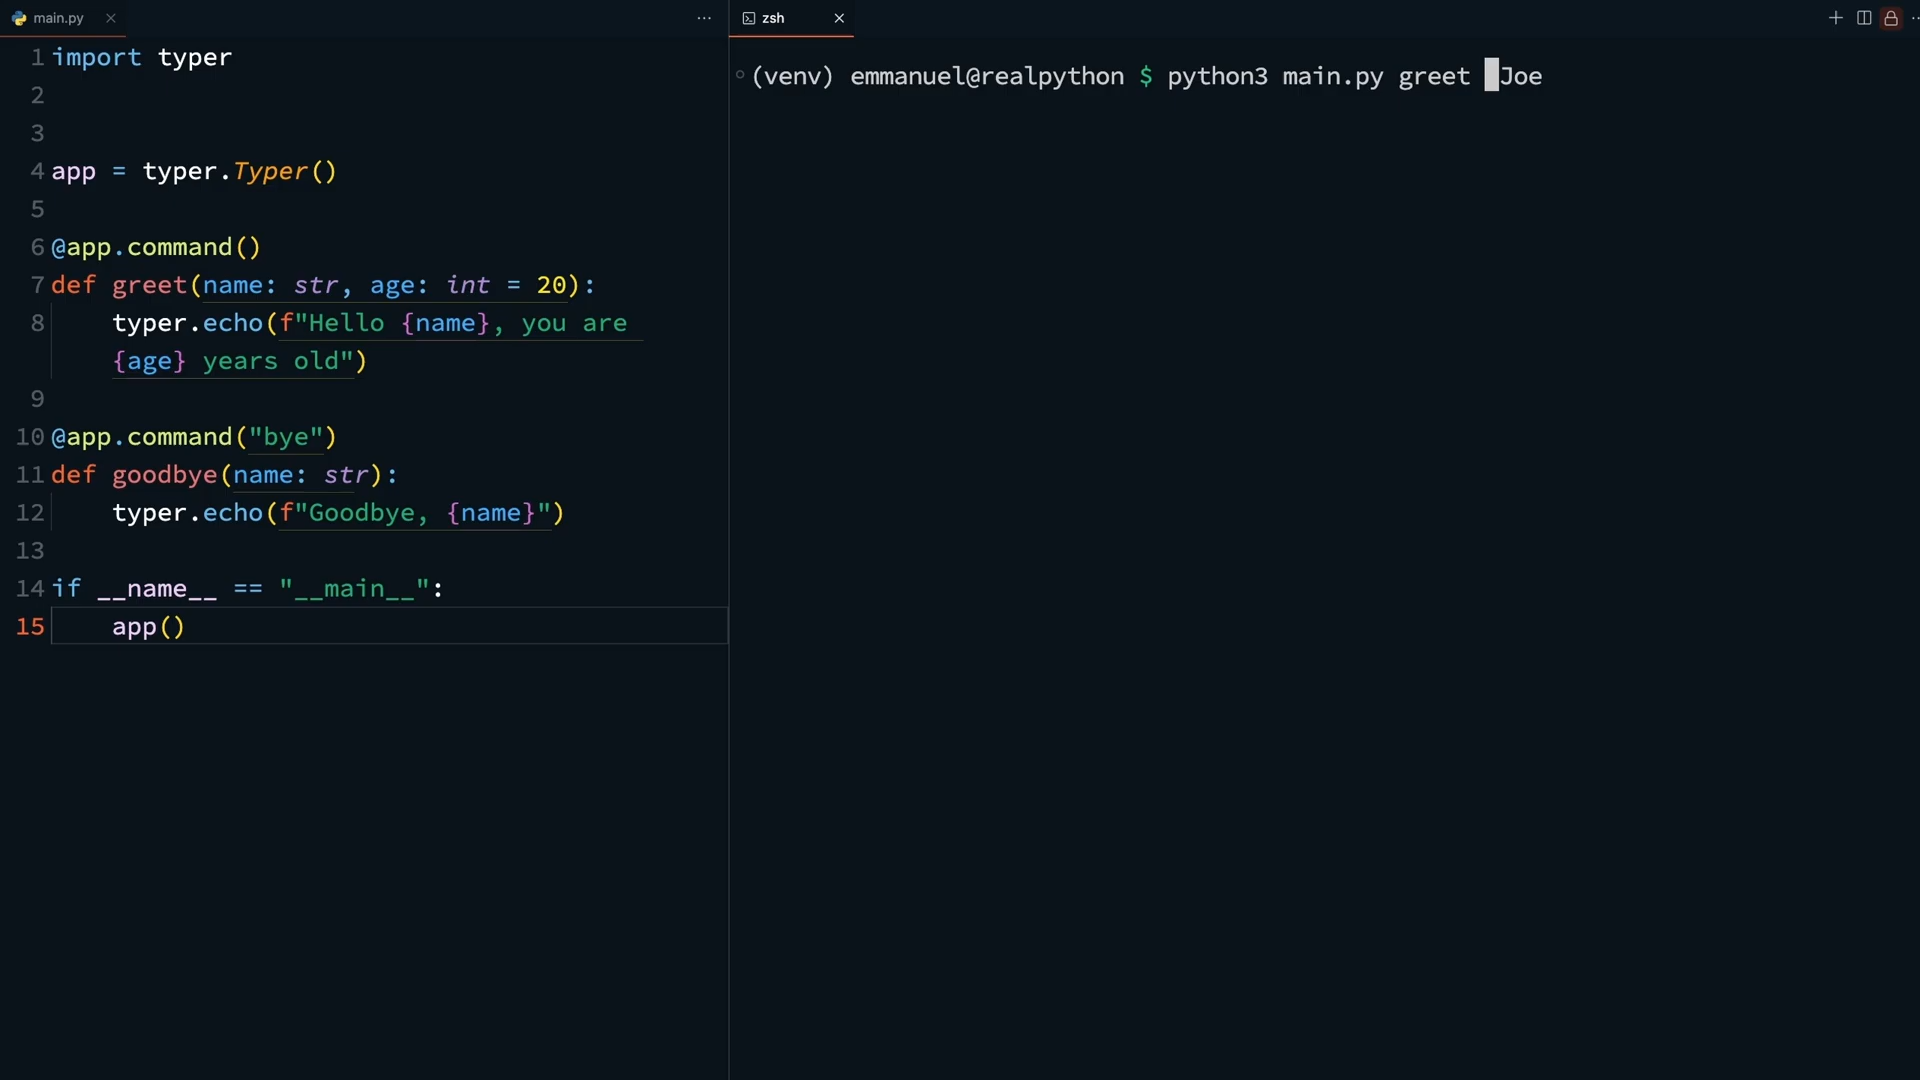 main.py
zsh
1 import typer
2
3
4 app = typer.Typer()
5
6 @app.command()
7 def greet(name: str, age: int = 20):
8     typer.echo(f"Hello {name}, you are
    {age} years old")
9
10 @app.command("bye")
11 def goodbye(name: str):
12     typer.echo(f"Goodbye, {name}")
13
14 if __name__ == "__main__":
15     app()
(venv) emmanuel@realpython $ python3 main.py greet Joe